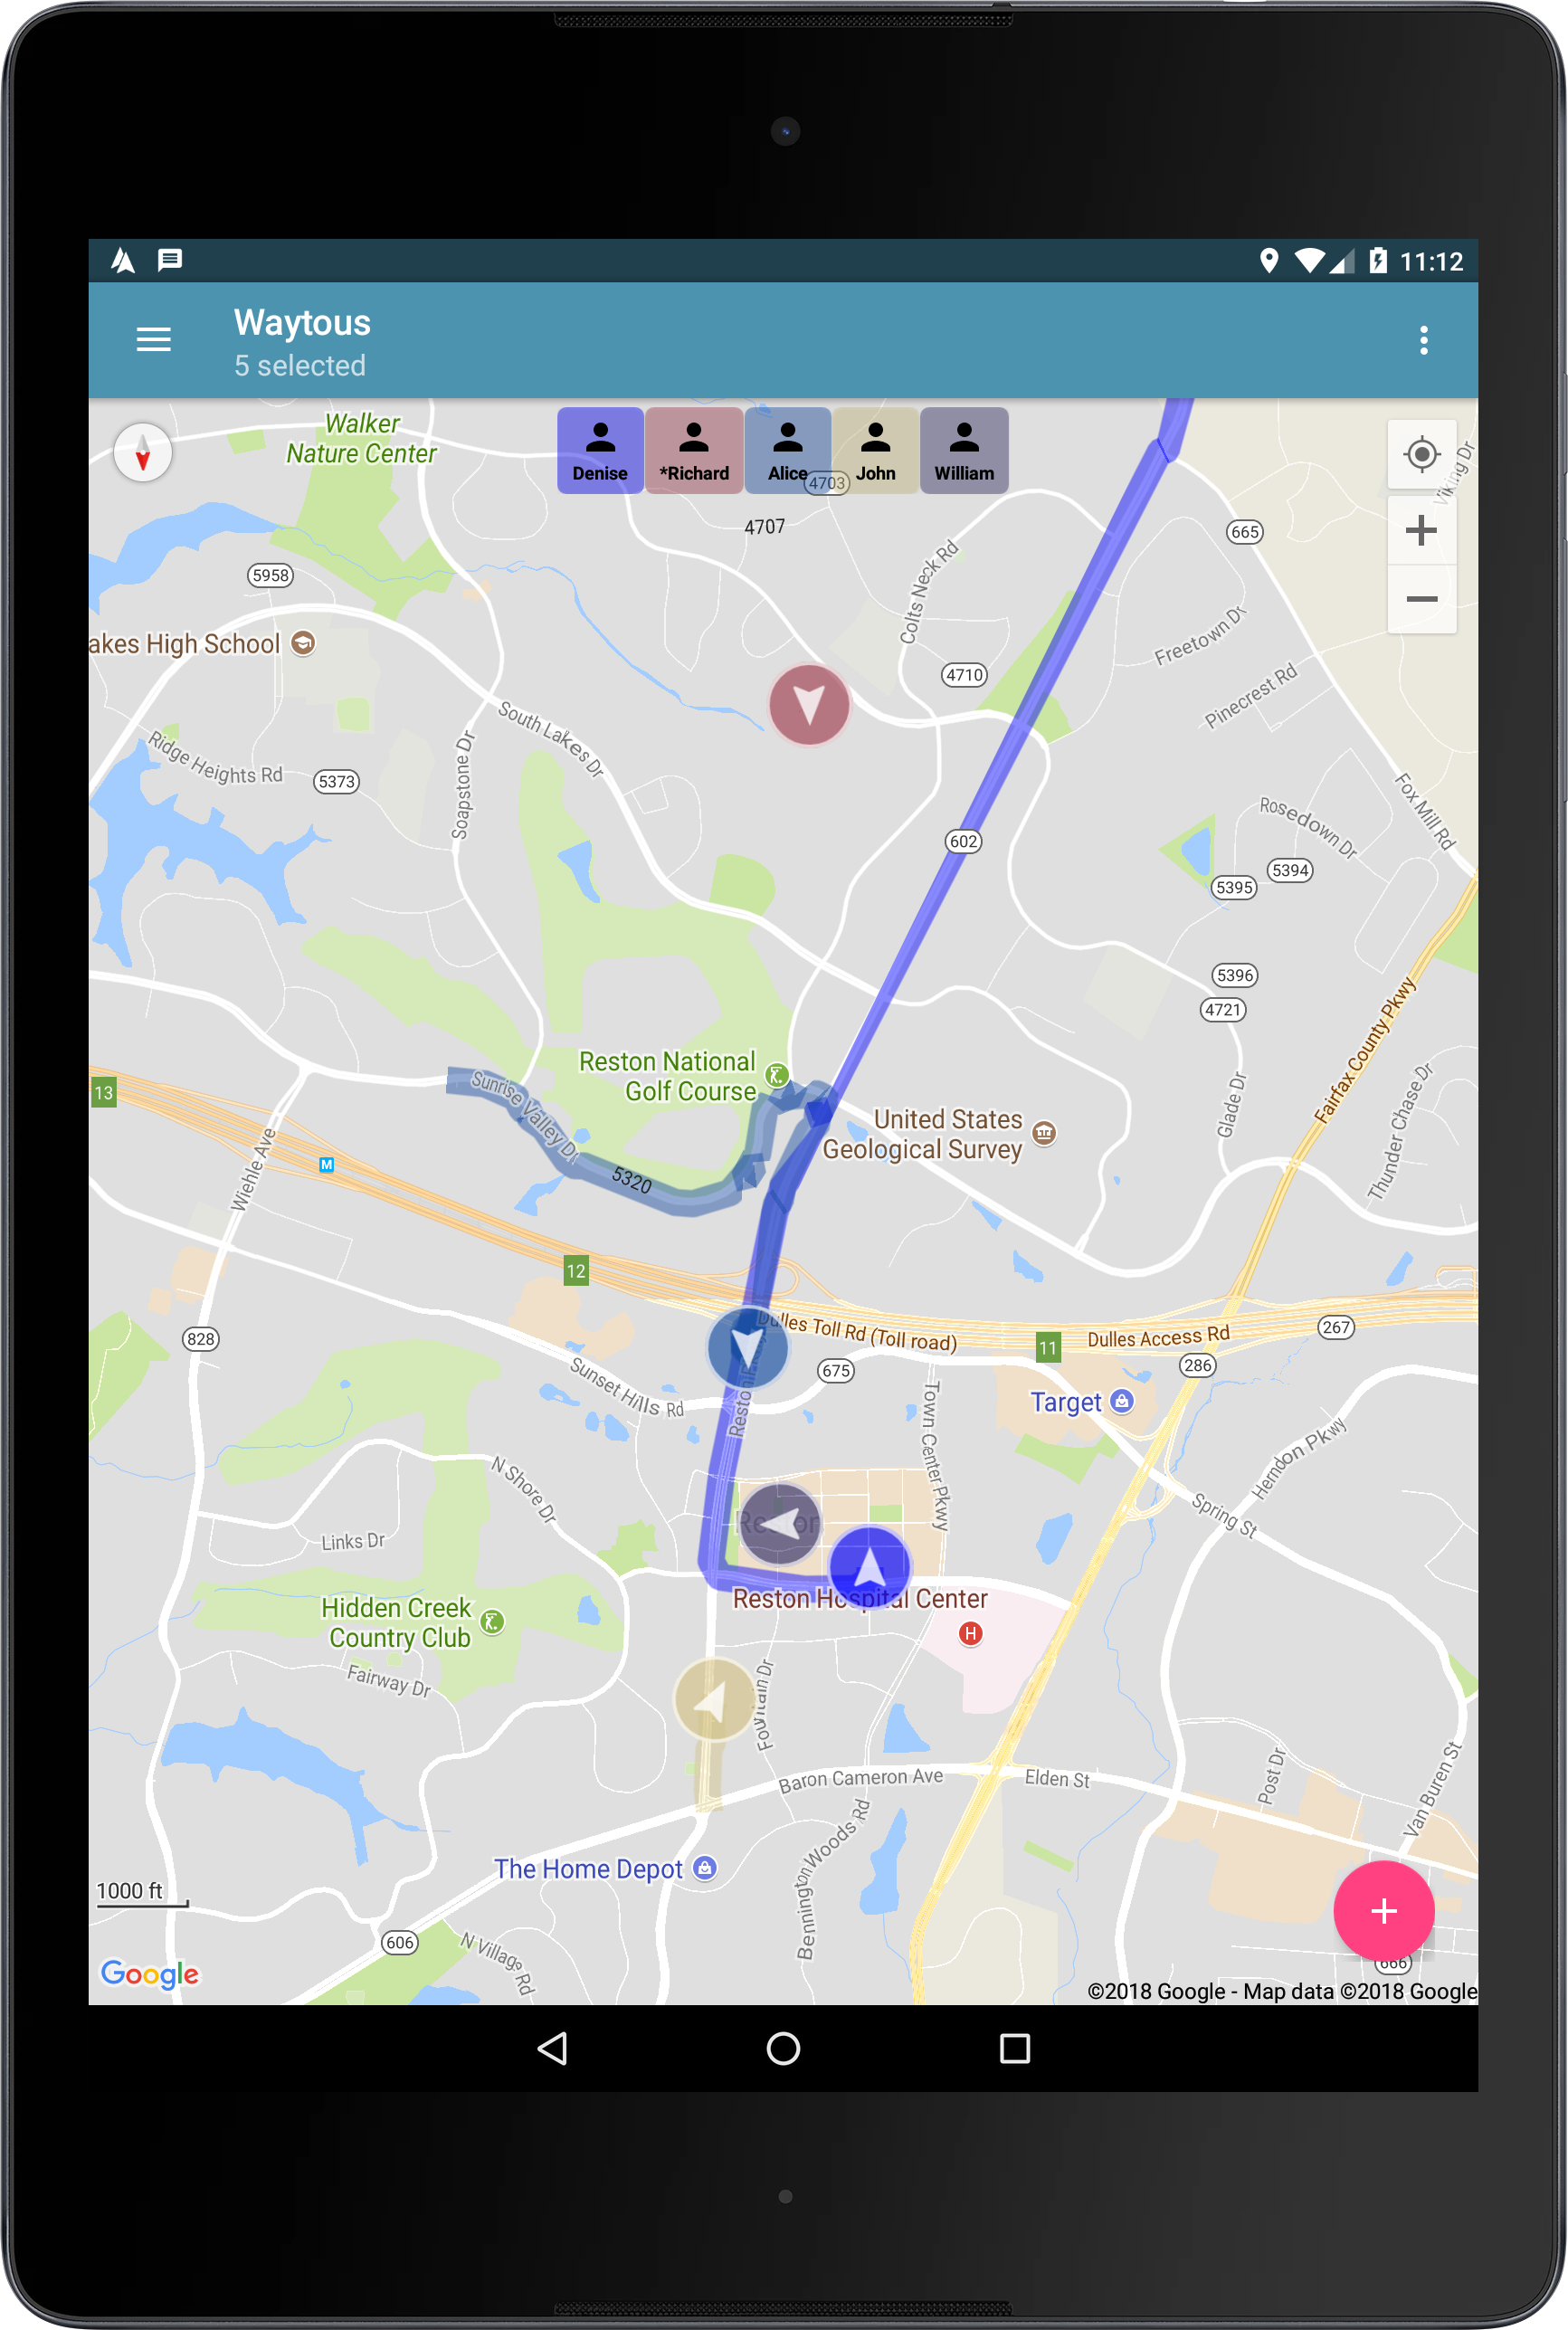 11:12
Waytous
5 selected
Walker
Nature Center
Denise
*Richard
Alice
John
William
4703
4707
Viking Dr
665
5958
Colts Neck Rd
akes High School
Freetown Dr
4710
Pinecrest Rd
South Lakes Dr
Ridge Heights Rd
5373
Soapstone Dr
Fox Mill Rd
Rosedown Dr
602
5394
5395
5396
4721
Fairfax County Pkwy
Reston National
Golf Course
13
Sunrise Valley Dr
United States
Geological Survey
Glade Dr
Thunder Chase Dr
Wiehle Ave
M
5320
12
Dulles Toll Rd (Toll road)
Dulles Access Rd
11
267
828
675
286
Sunset Hills Rd
Town Center Pkwy
Target
Herndon Pkwy
N Shore Dr
Spring St
Links Dr
Reston Hospital Center
H
Hidden Creek
Country Club
Fairway Dr
Fountain Dr
Baron Cameron Ave
Elden St
Post Dr
Van Buren St
Bennington Woods Rd
The Home Depot
1000 ft
606
N Village Rd
666
Google
©2018 Google - Map data ©2018 Google